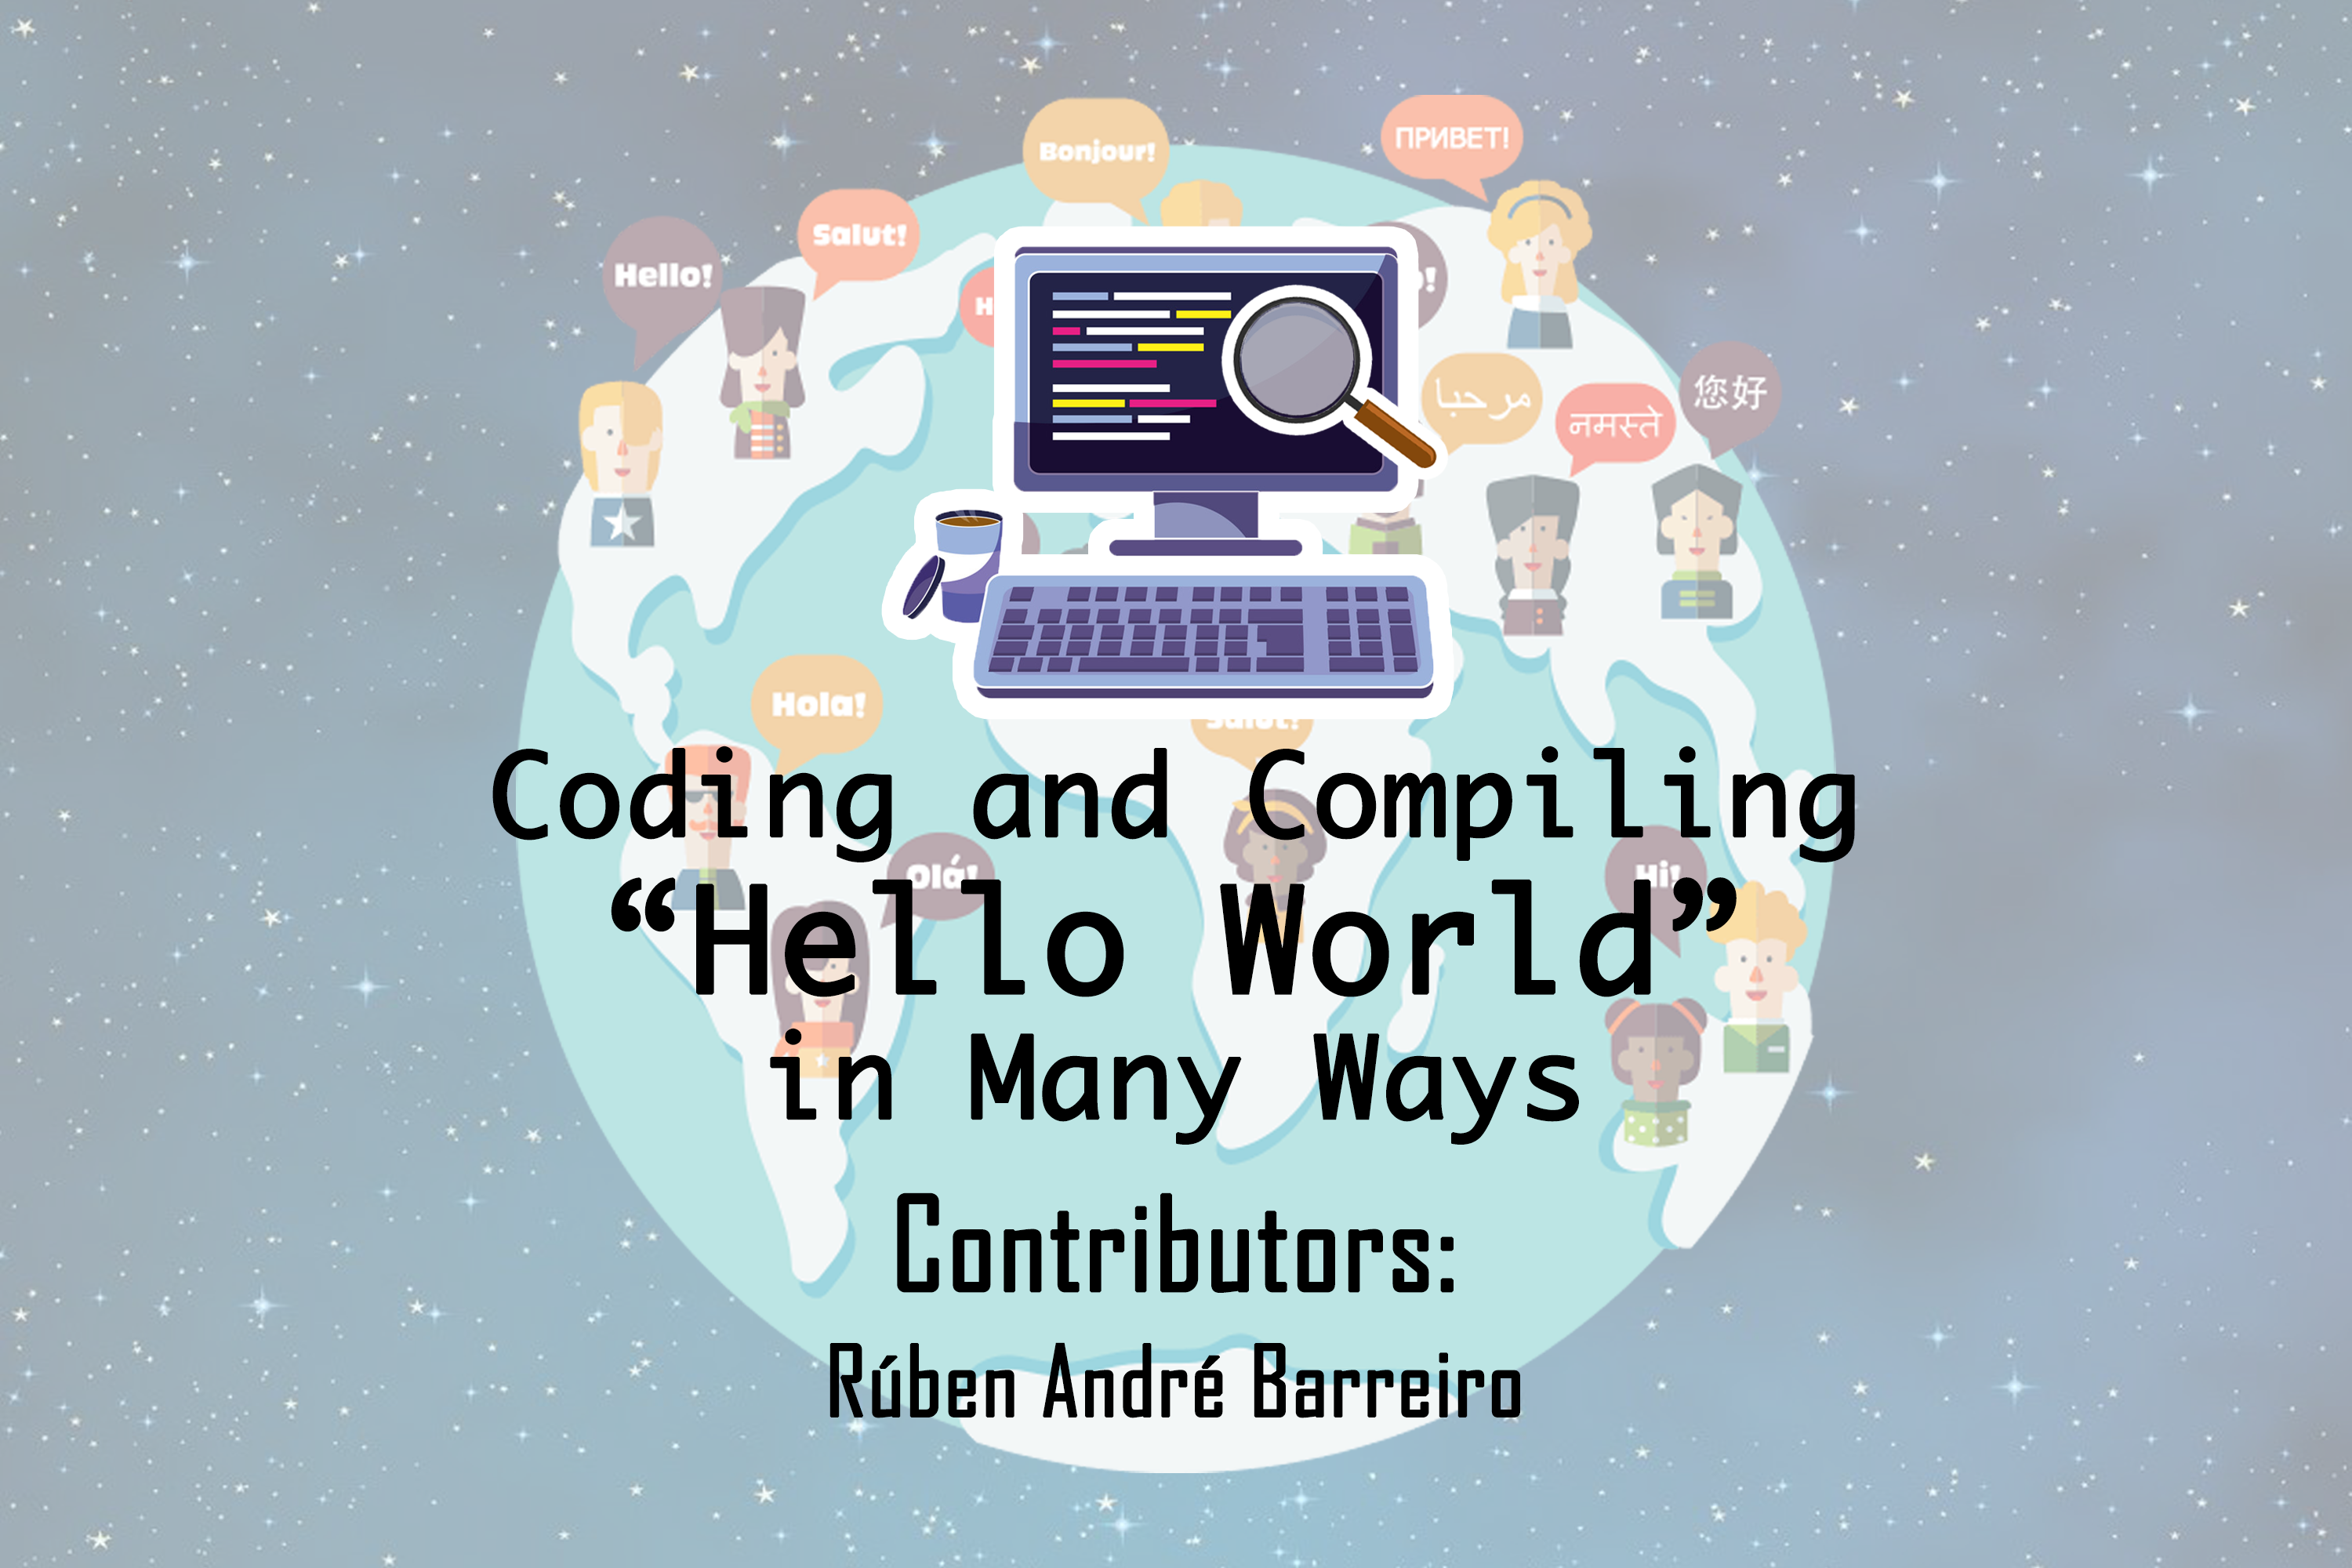 Bonjour!
ПРИВЕТ!
Salut!
Hello!
مرحبا
您好
नमस्ते
Hola!
Salut!
Coding and Compiling
Olá!
Hi!
“Hello World”
in Many Ways
Contributors:
Rúben André Barreiro